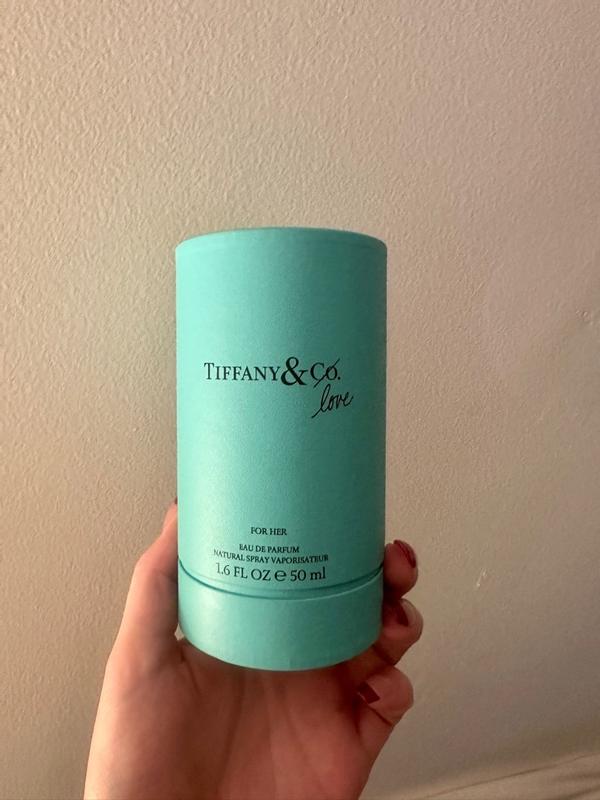 TIFFANY & Co.
love
FOR HER
EAU DE PARFUM
NATURAL SPRAY VAPORISATEUR
1.6 FL OZ ℮ 50 ml